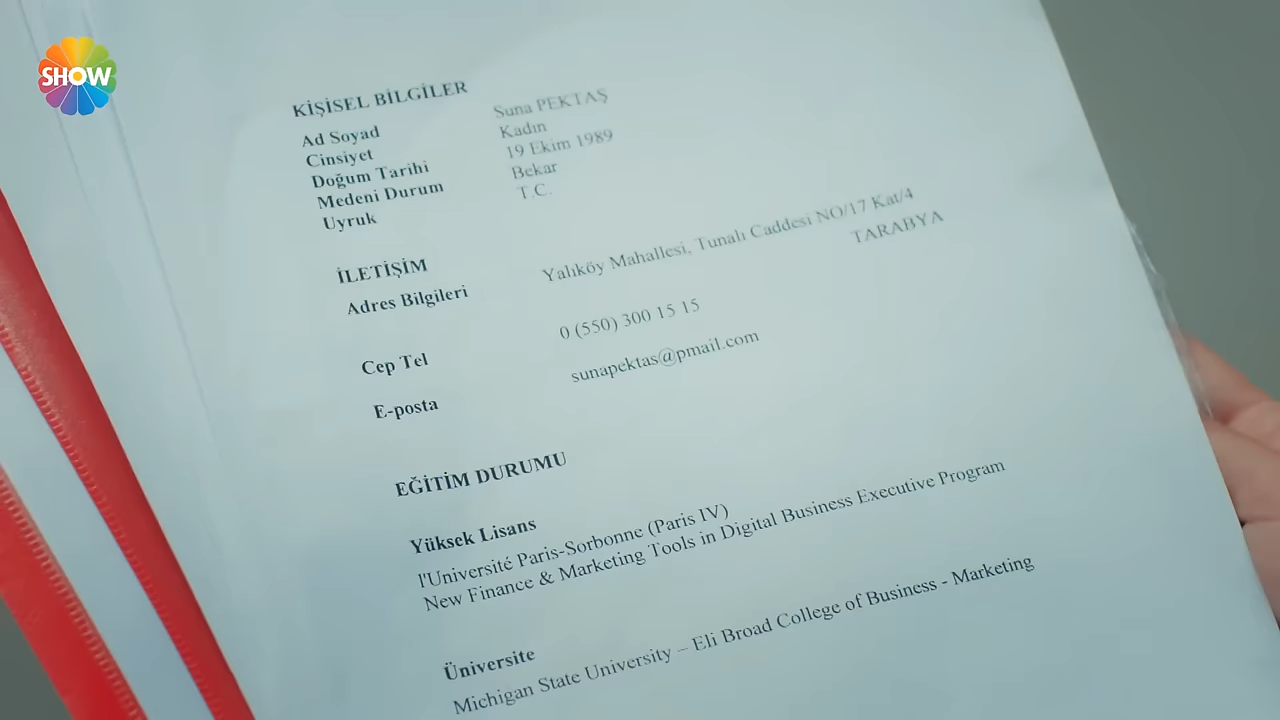 SHOW
KİŞİSEL BİLGİLER
Ad Soyad Suna PEKTAŞ
Cinsiyet Kadın
Doğum Tarihi 19 Ekim 1989
Medeni Durum Bekar
Uyruk T.C.
İLETİŞİM
Adres Bilgileri Yalıköy Mahallesi, Tunalı Caddesi NO/17 Kat/4
TARABYA
Cep Tel 0 (550) 300 15 15
E-posta sunapektas@pmail.com
EĞİTİM DURUMU
Yüksek Lisans
l'Université Paris-Sorbonne (Paris IV)
New Finance & Marketing Tools in Digital Business Executive Program
Üniversite
Michigan State University – Eli Broad College of Business - Marketing